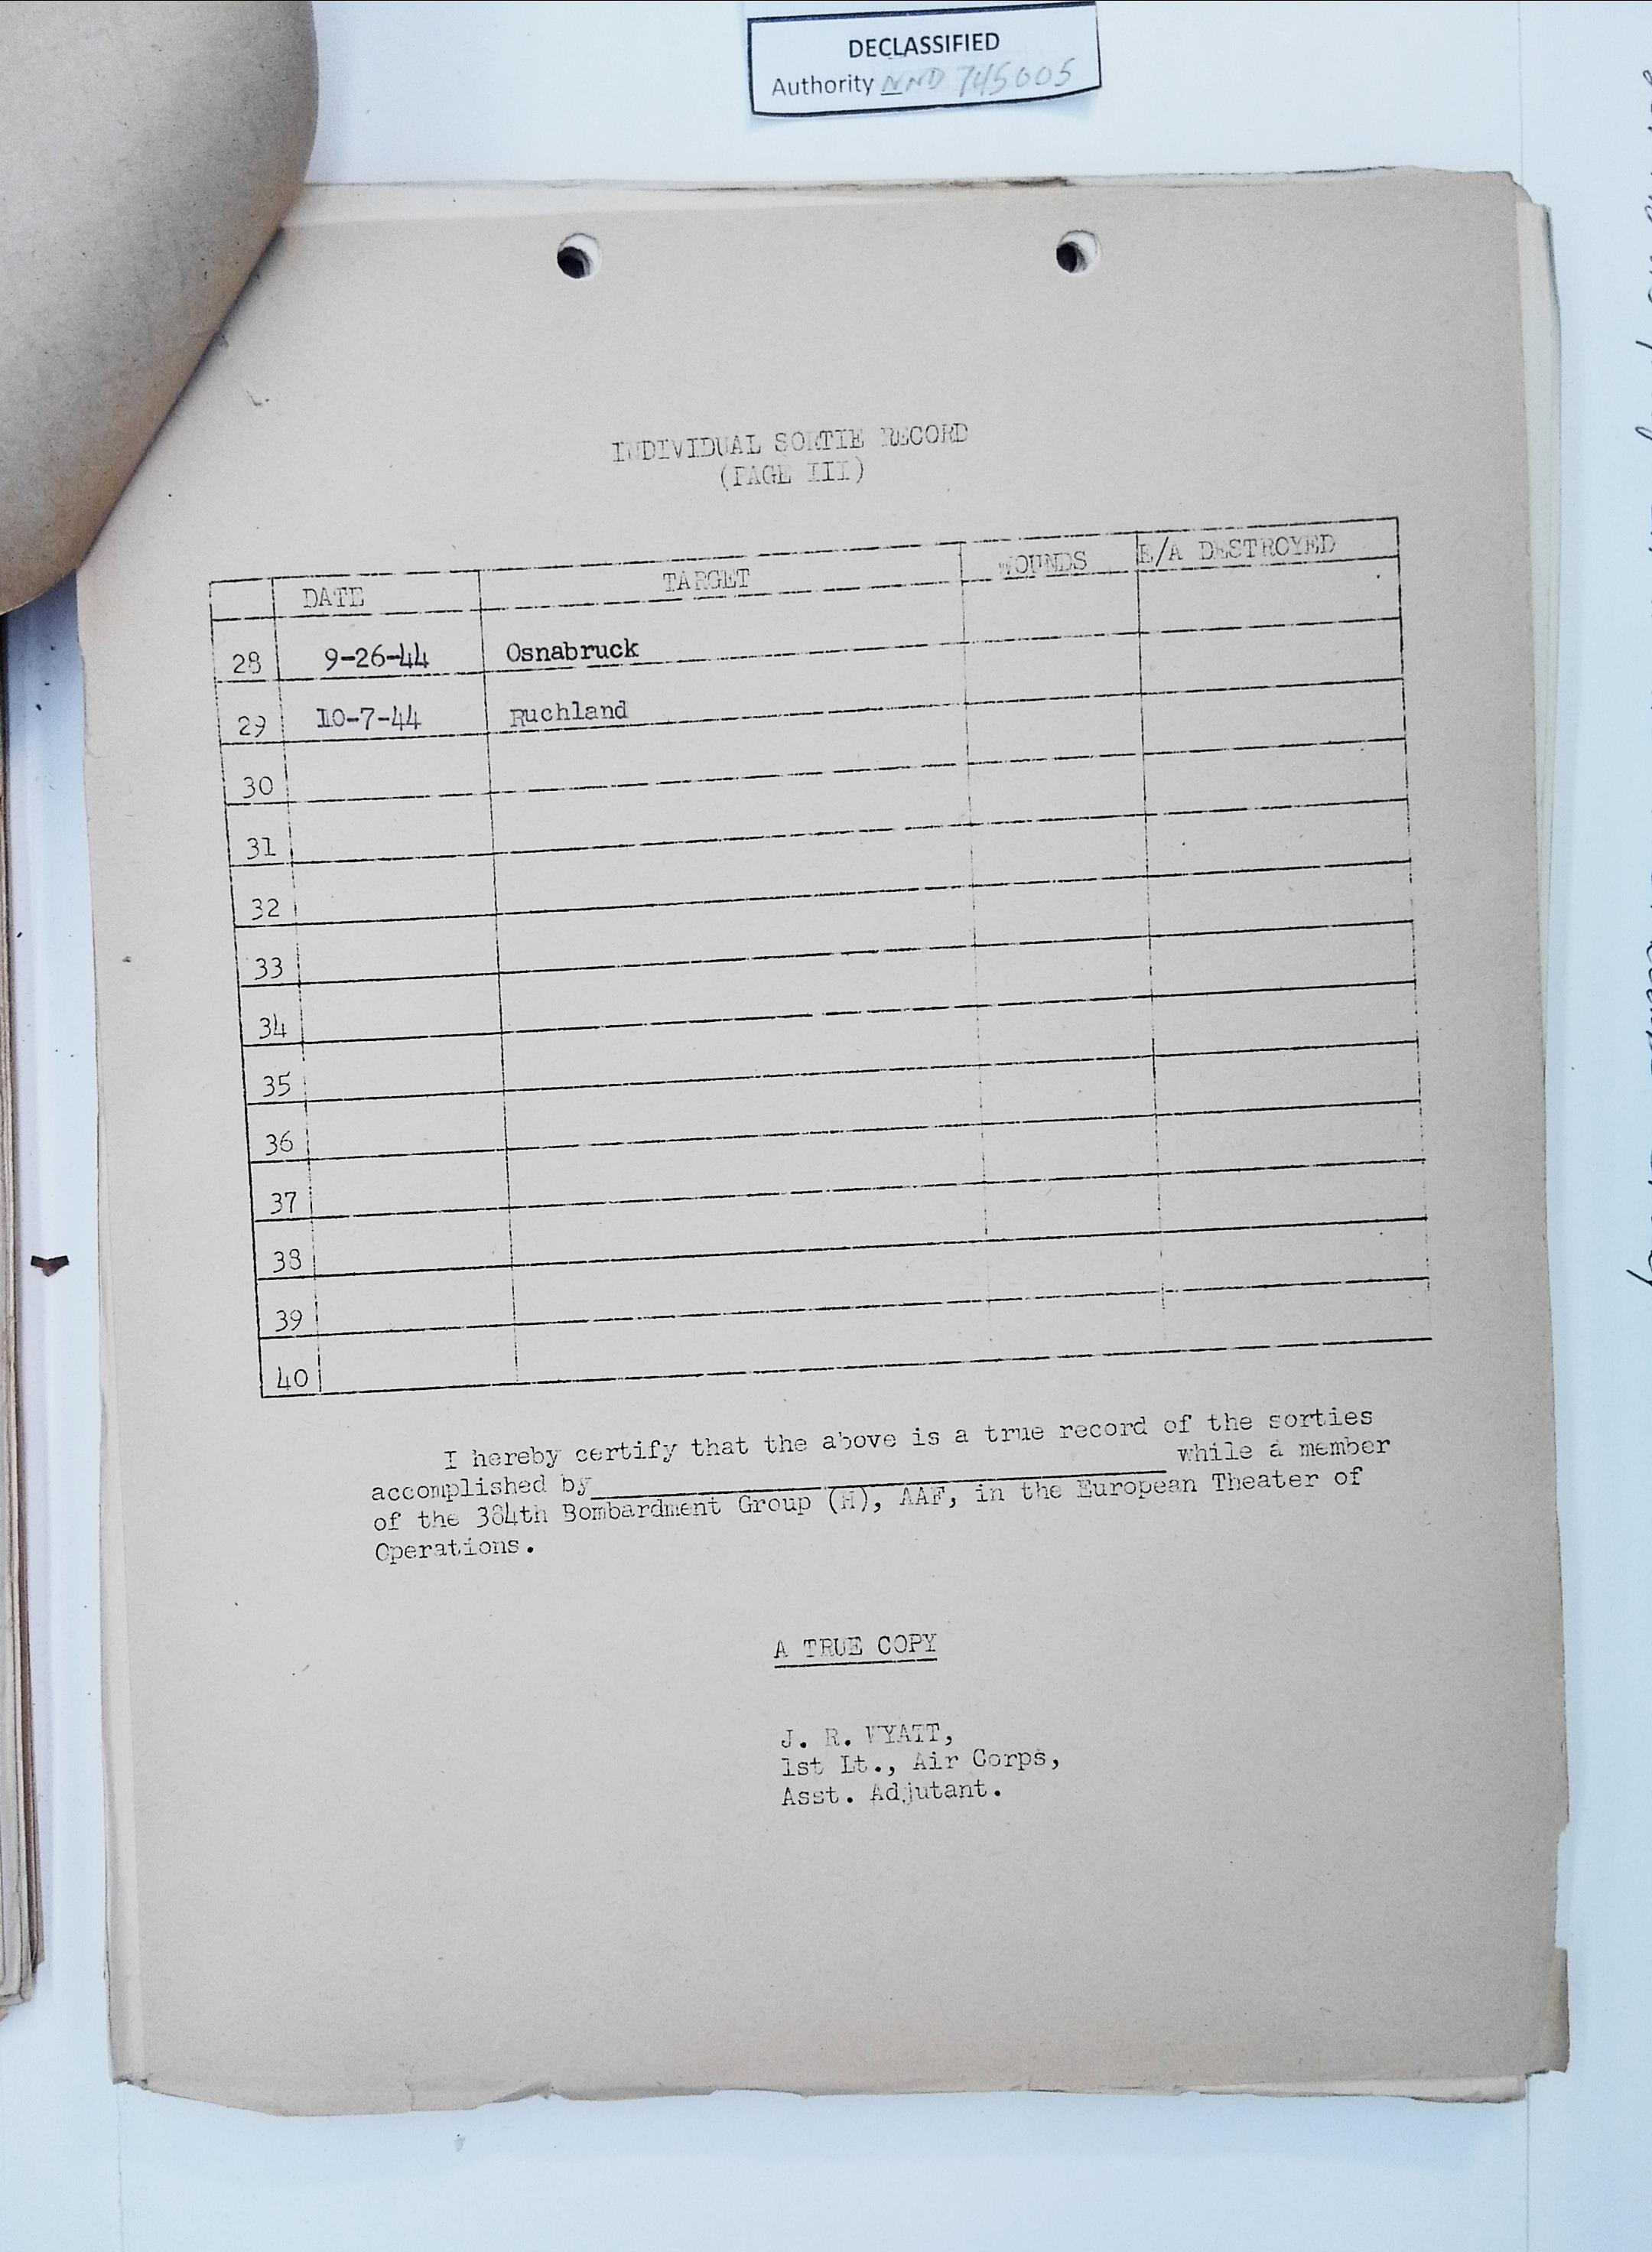 DECLASSIFIED
Authority NND 745005
INDIVIDUAL SORTIE RECORD
(PAGE III)
DATE TARGET WOUNDS E/A DESTROYED
28 9-26-44 Osnabruck
29 10-7-44 Ruchland
30
31
32
33
34
35
36
37
38
39
40
I hereby certify that the above is a true record of the sorties
accomplished by while a member
of the 384th Bombardment Group (H), AAF, in the European Theater of
Operations.
A TRUE COPY
J. R. WYATT,
1st Lt., Air Corps,
Asst. Adjutant.